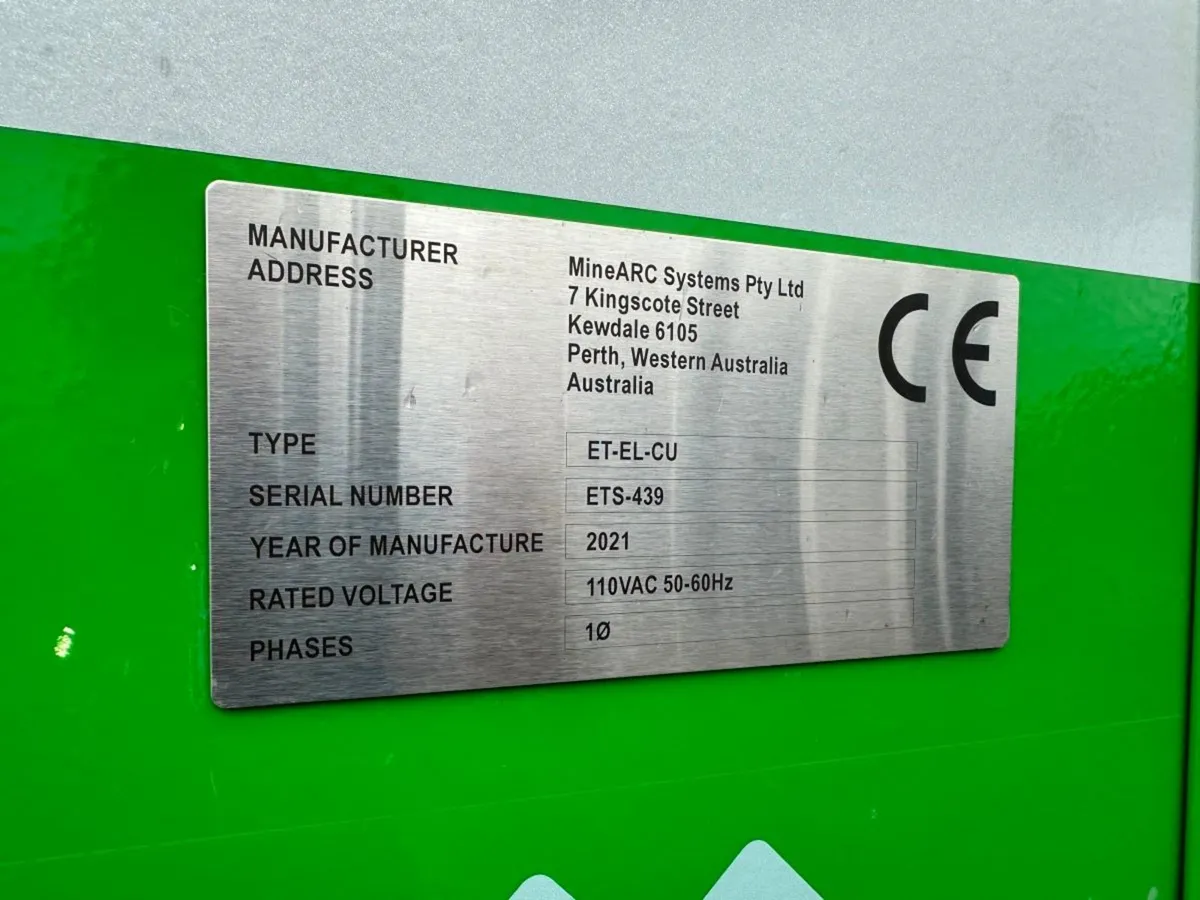 MANUFACTURER
ADDRESS
MineARC Systems Pty Ltd
7 Kingscote Street
Kewdale 6105
Perth, Western Australia
Australia
CE
TYPE ET-EL-CU
SERIAL NUMBER ETS-439
YEAR OF MANUFACTURE 2021
RATED VOLTAGE 110VAC 50-60Hz
PHASES 1Ø